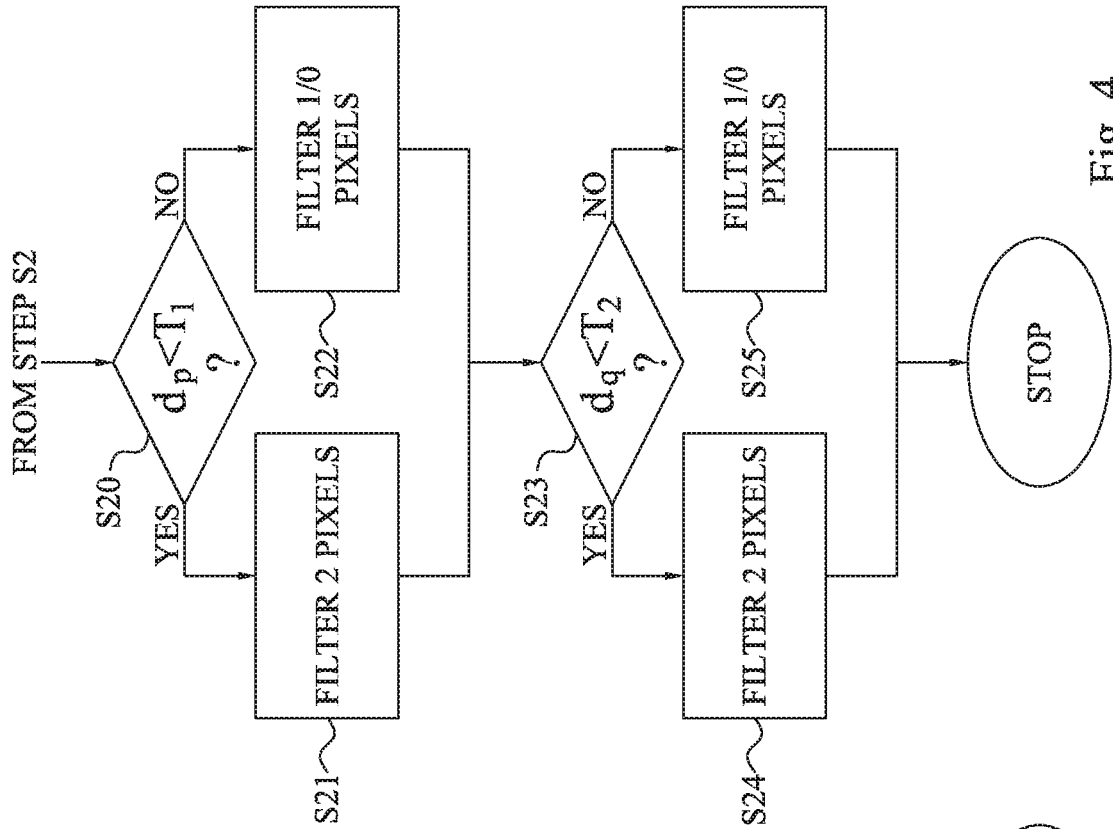 FROM STEP S2
S20
d_p<T_1
?
YES
NO
S21
FILTER 2 PIXELS
S22
FILTER 1/0
PIXELS
S23
d_q<T_2
?
YES
NO
S24
FILTER 2 PIXELS
S25
FILTER 1/0
PIXELS
STOP
Fig. 4